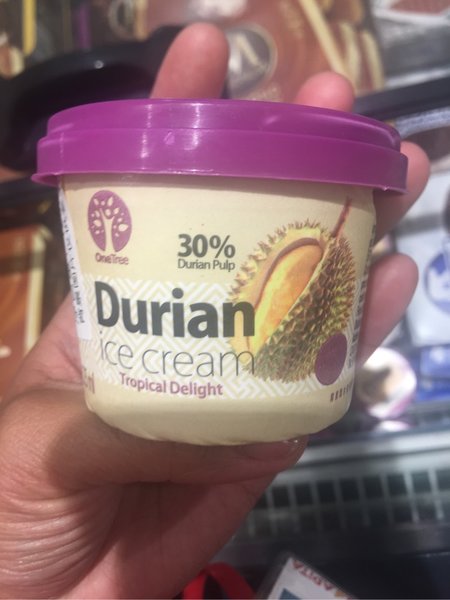 OneTree
30%
Durian Pulp
Durian
ice cream
Tropical Delight